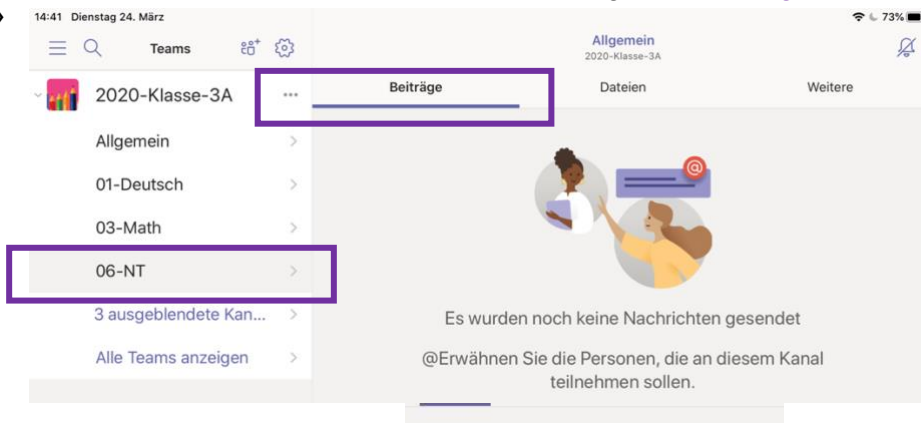 14:41 Dienstag 24. März
73%
Teams
Allgemein
2020-Klasse-3A
2020-Klasse-3A
...
Beiträge
Dateien
Weitere
Allgemein
01-Deutsch
03-Math
06-NT
3 ausgeblendete Kan...
Alle Teams anzeigen
@
Es wurden noch keine Nachrichten gesendet
@Erwähnen Sie die Personen, die an diesem Kanal
teilnehmen sollen.